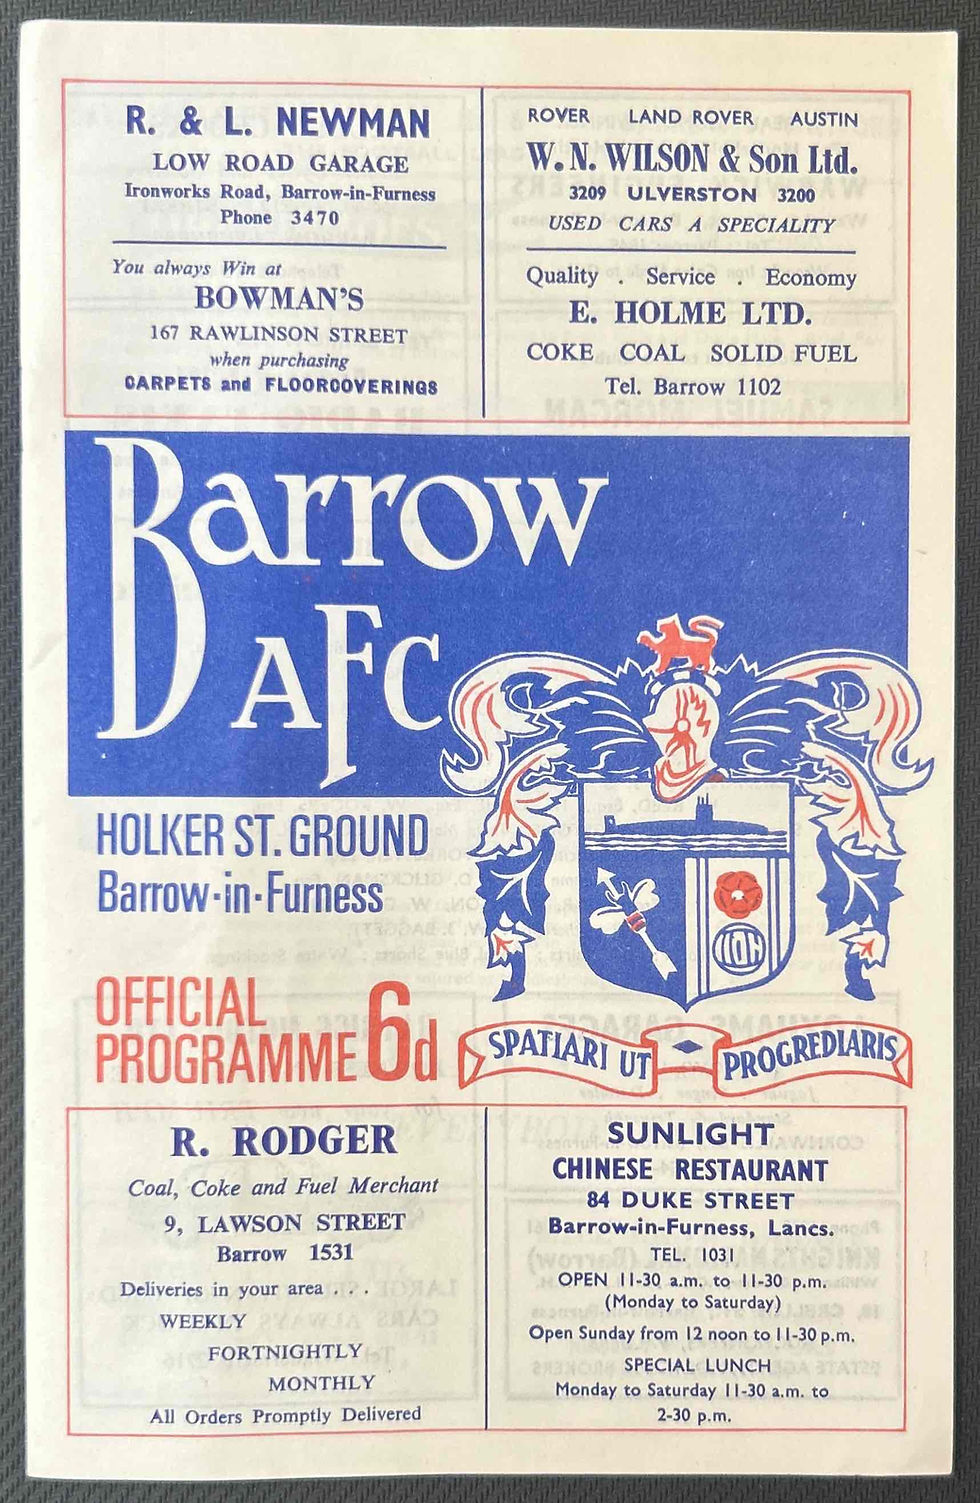 R. & L. NEWMAN
LOW ROAD GARAGE
Ironworks Road, Barrow-in-Furness
Phone 3470
You always Win at
BOWMAN'S
167 RAWLINSON STREET
when purchasing
CARPETS and FLOORCOVERINGS
ROVER LAND ROVER AUSTIN
W. N. WILSON & Son Ltd.
3209 ULVERSTON 3200
USED CARS A SPECIALITY
Quality . Service . Economy
E. HOLME LTD.
COKE COAL SOLID FUEL
Tel. Barrow 1102
Barrow
AFC
HOLKER ST. GROUND
Barrow-in-Furness
OFFICIAL
PROGRAMME 6d
SPATIARI UT PROGREDIARIS
R. RODGER
Coal, Coke and Fuel Merchant
9, LAWSON STREET
Barrow 1531
Deliveries in your area . . .
WEEKLY
FORTNIGHTLY
MONTHLY
All Orders Promptly Delivered
SUNLIGHT
CHINESE RESTAURANT
84 DUKE STREET
Barrow-in-Furness, Lancs.
TEL. 1031
OPEN 11-30 a.m. to 11-30 p.m.
(Monday to Saturday)
Open Sunday from 12 noon to 11-30 p.m.
SPECIAL LUNCH
Monday to Saturday 11-30 a.m. to
2-30 p.m.